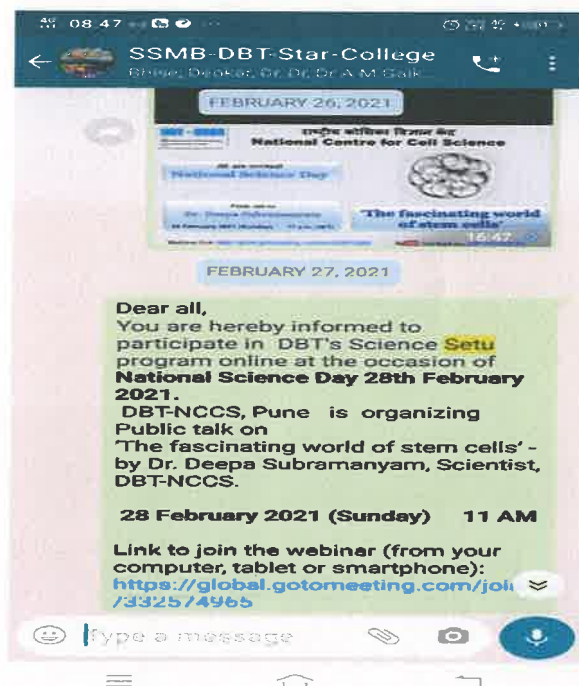 08 47
SSMB-DBT-Star-College
FEBRUARY 26, 2021
राष्ट्रीय कोशिका विज्ञान केंद्र
National Centre for Cell Science
National Science Day
Dr. Deepa Subramanyam
'The fascinating world
of stem cells'
16:47
FEBRUARY 27, 2021
Dear all,
You are hereby informed to
participate in DBT's Science Setu
program online at the occasion of
National Science Day 28th February
2021.
DBT-NCCS, Pune is organizing
Public talk on
'The fascinating world of stem cells' -
by Dr. Deepa Subramanyam, Scientist,
DBT-NCCS.
28 February 2021 (Sunday) 11 AM
Link to join the webinar (from your
computer, tablet or smartphone):
https://global.gotomeeting.com/join
/332574965
Type a message